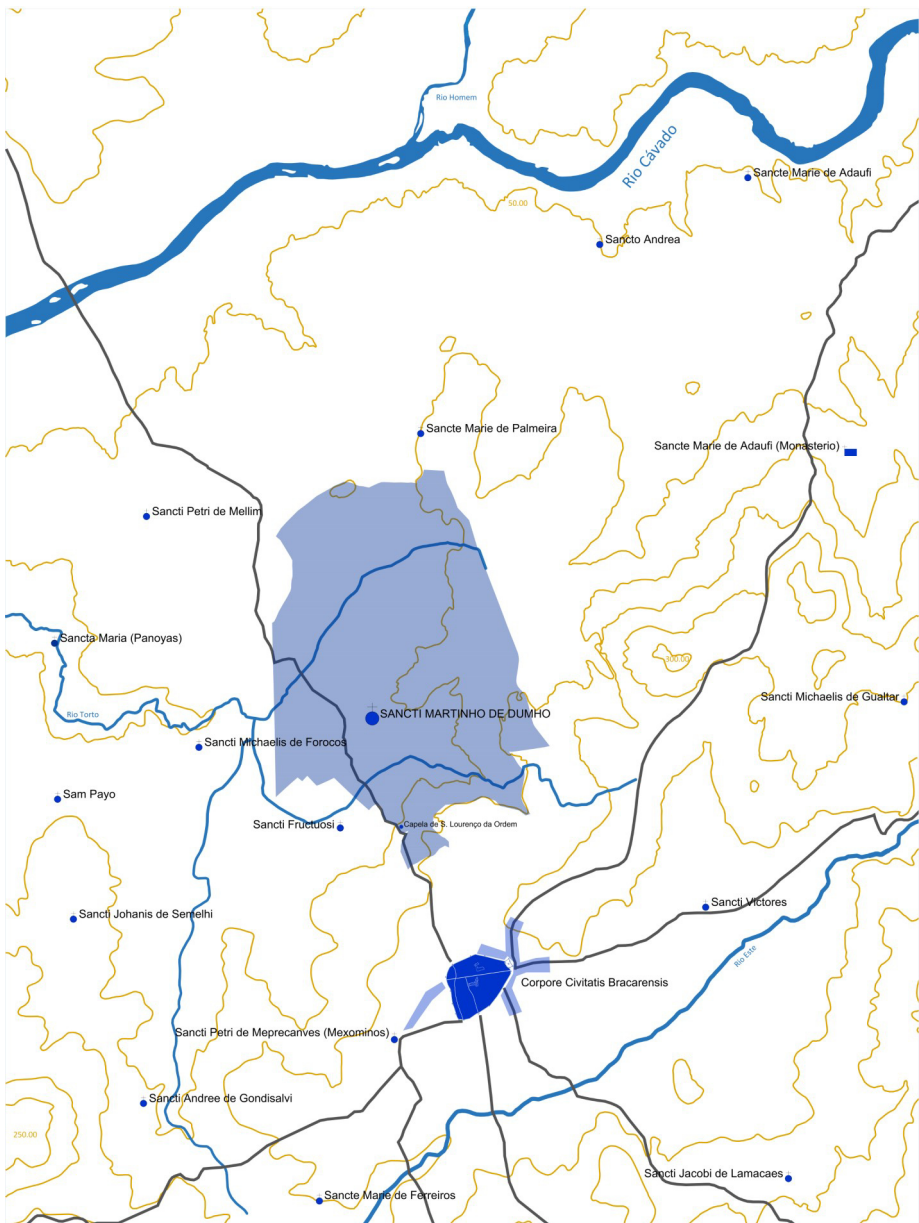 Rio Homem
Rio Cávado
Sancte Marie de Adaufi
50.00
Sancto Andrea
Sancte Marie de Palmeira
Sancte Marie de Adaufi (Monasterio)
Sancti Petri de Mellim
Sancta Maria (Panoyas)
300.00
Sancti Michaelis de Gualtar
Rio Torto
SANCTI MARTINHO DE DUMHO
Sancti Michaelis de Forocos
Sam Payo
Sancti Fructuosi
Capela de S. Lourenço da Ordem
Sancti Victores
Sancti Johanis de Semelhi
Rio Este
Corpore Civitatis Bracarensis
Sancti Petri de Meprecanves (Mexominos)
Sancti Andree de Gondisalvi
250.00
Sancti Jacobi de Lamacaes
Sancte Marie de Ferreiros